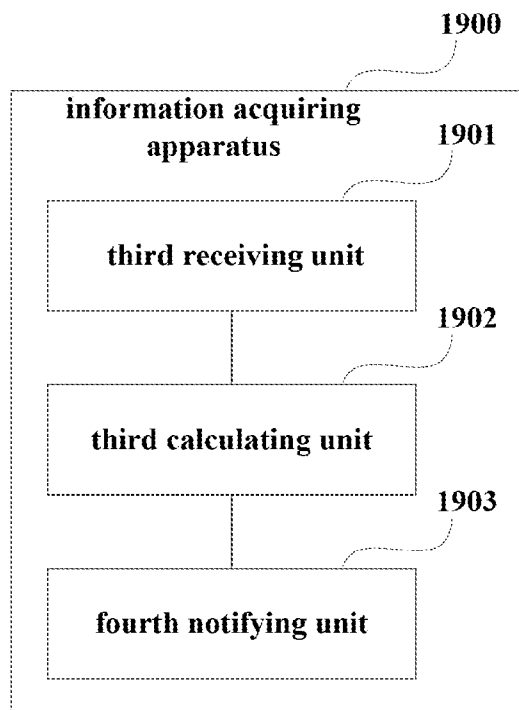 1900
information acquiring
apparatus
1901
third receiving unit
1902
third calculating unit
1903
fourth notifying unit